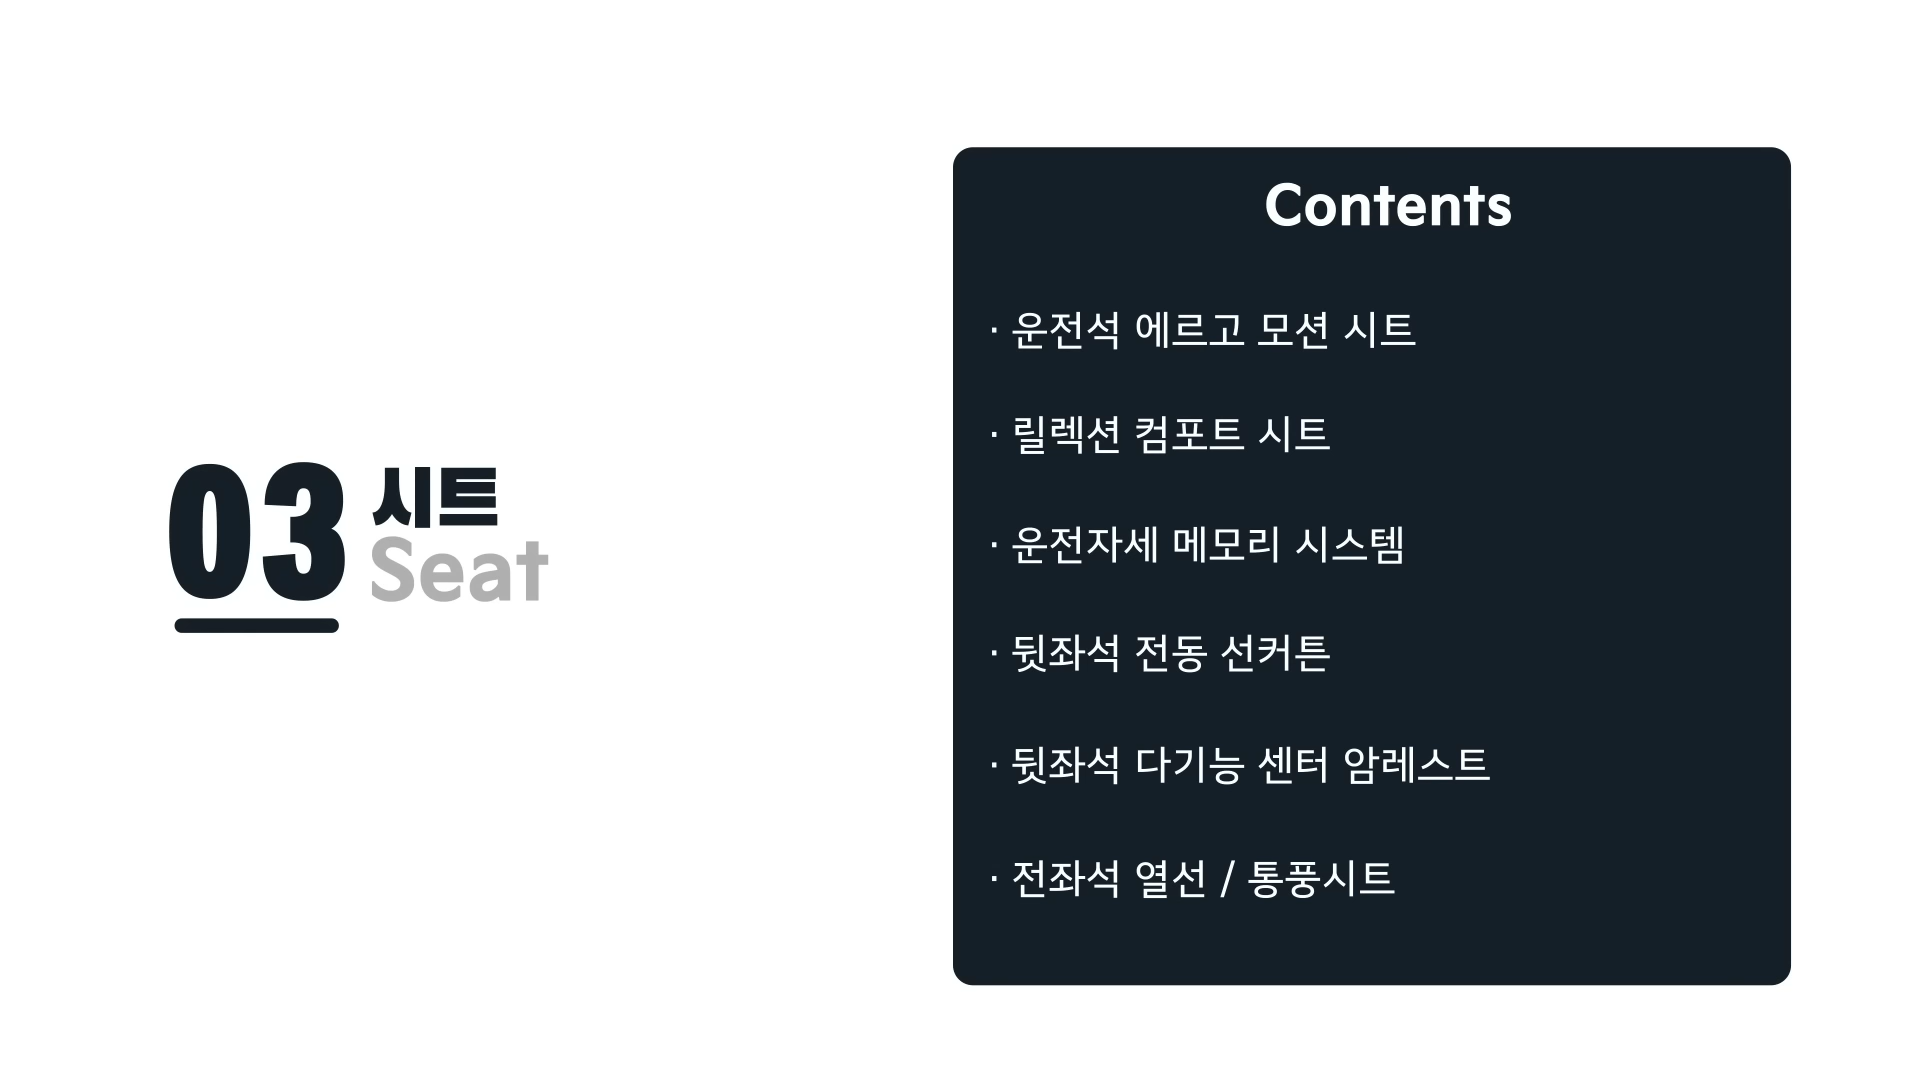 03
시트
Seat
Contents
· 운전석 에르고 모션 시트
· 릴렉션 컴포트 시트
· 운전자세 메모리 시스템
· 뒷좌석 전동 선커튼
· 뒷좌석 다기능 센터 암레스트
· 전좌석 열선 / 통풍시트